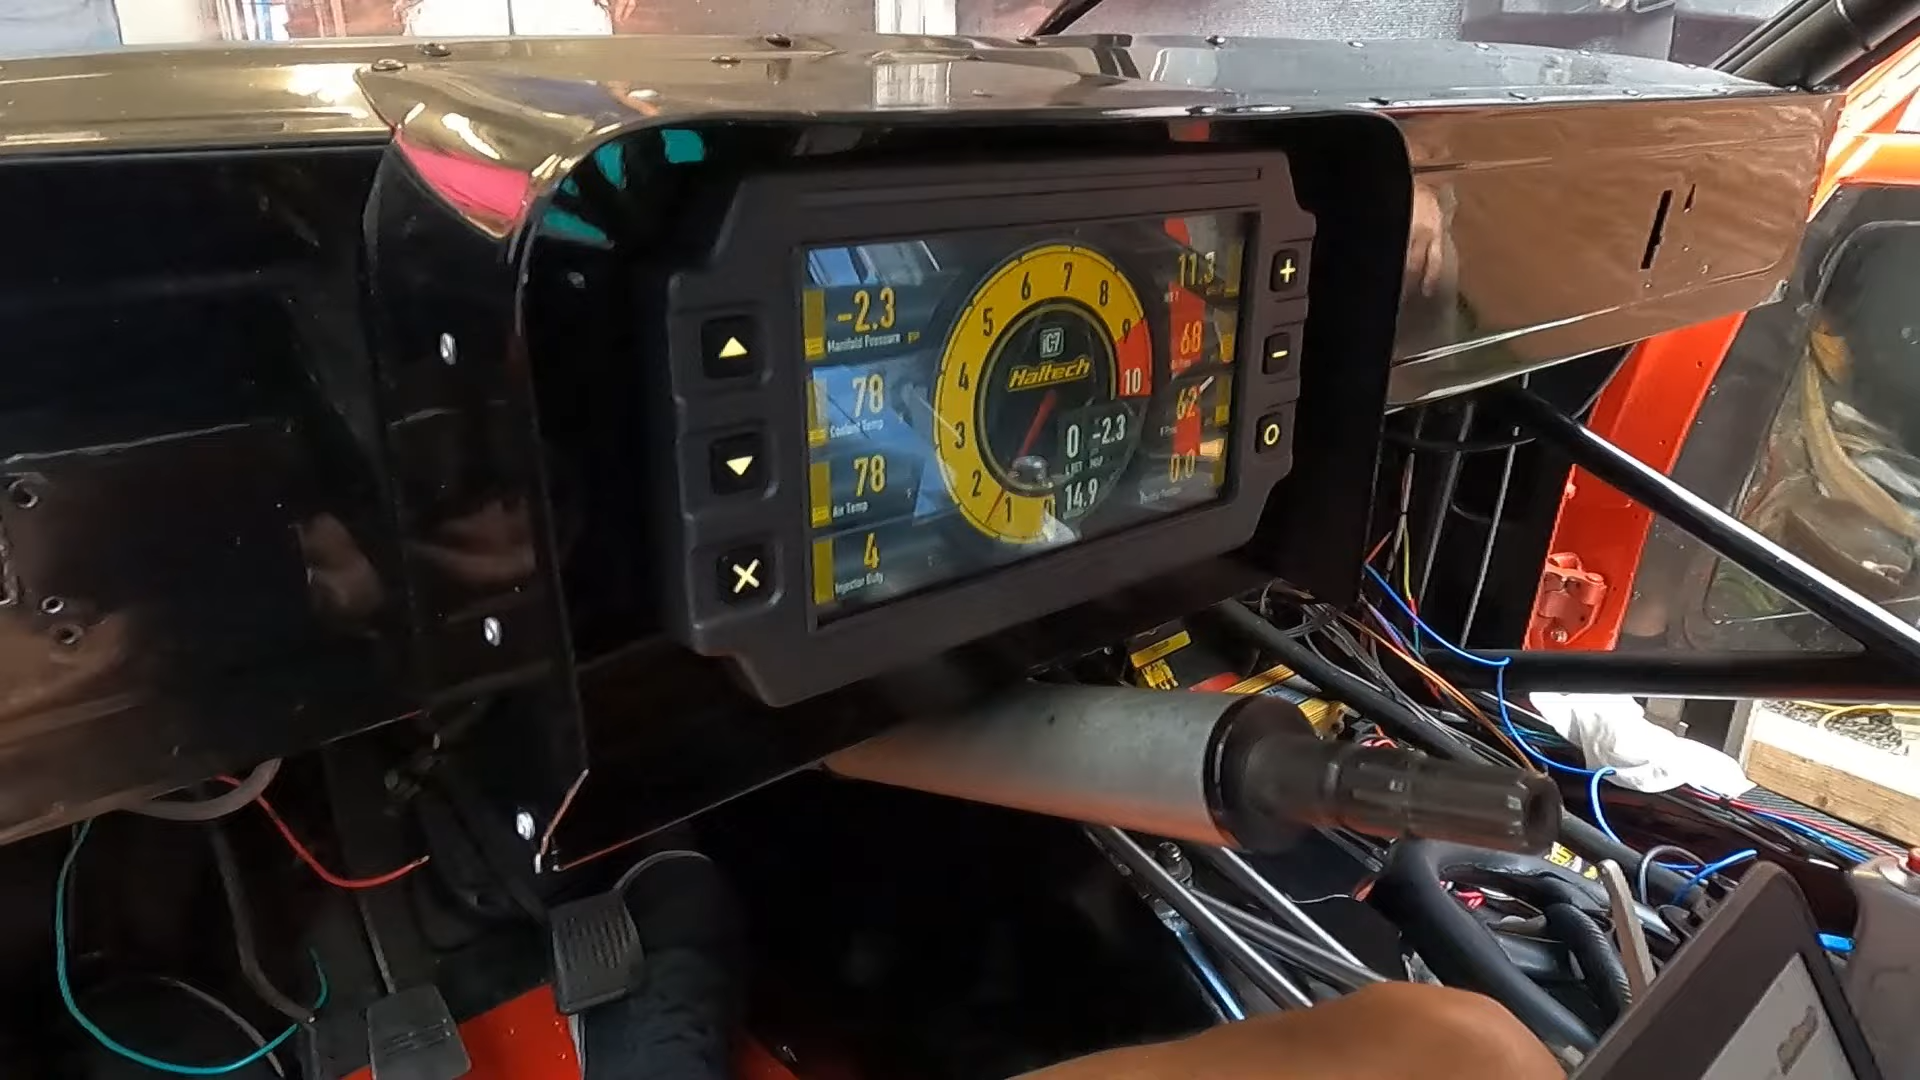 -2.3
Manifold Pressure
78
Coolant Temp
78
Air Temp
4
Injector Duty
1
2
3
4
5
6
7
8
9
10
iC7
Haltech
0
-2.3
14.9
11.3
68
62
0.0
+
-
O
X